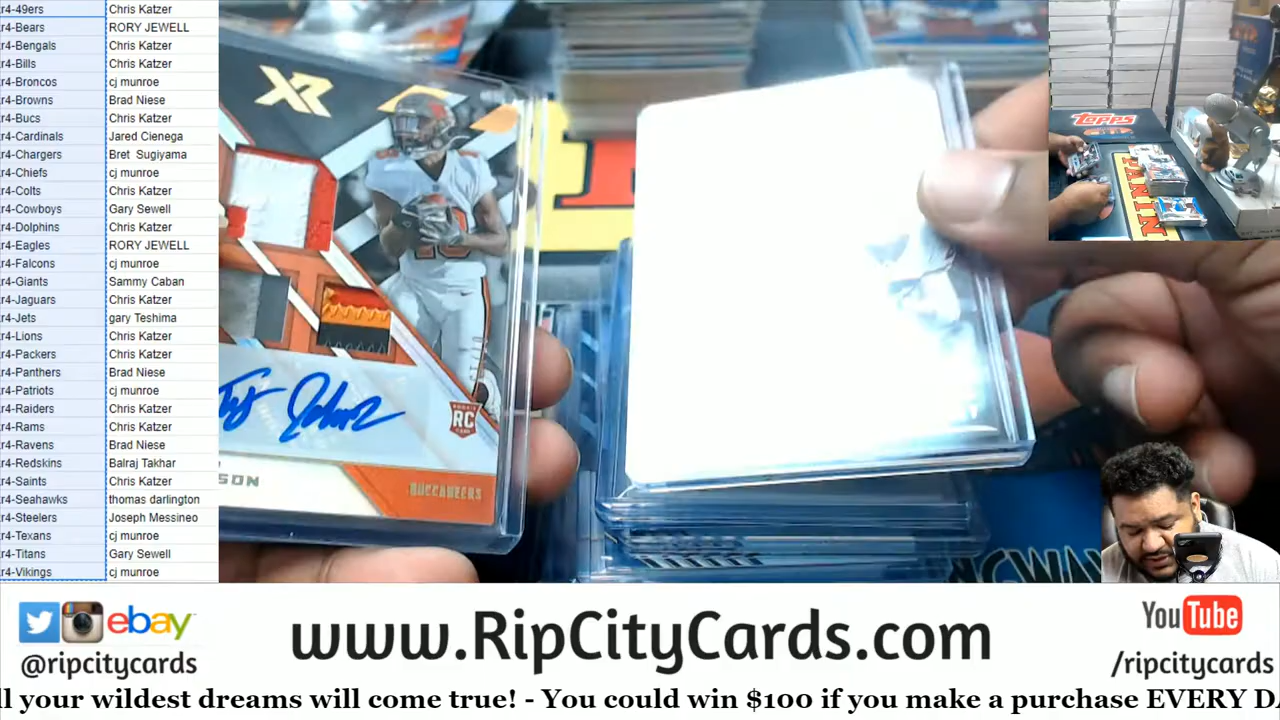 r4-49ers Chris Katzer
r4-Bears RORY JEWELL
r4-Bengals Chris Katzer
r4-Bills Chris Katzer
r4-Broncos cj munroe
r4-Browns Brad Niese
r4-Bucs Chris Katzer
r4-Cardinals Jared Cienega
r4-Chargers Bret Sugiyama
r4-Chiefs cj munroe
r4-Colts Chris Katzer
r4-Cowboys Gary Sewell
r4-Dolphins Chris Katzer
r4-Eagles RORY JEWELL
r4-Falcons cj munroe
r4-Giants Sammy Caban
r4-Jaguars Chris Katzer
r4-Jets gary Teshima
r4-Lions Chris Katzer
r4-Packers Chris Katzer
r4-Panthers Brad Niese
r4-Patriots cj munroe
r4-Raiders Chris Katzer
r4-Rams Chris Katzer
r4-Ravens Brad Niese
r4-Redskins Balraj Takhar
r4-Saints Chris Katzer
r4-Seahawks thomas darlington
r4-Steelers Joseph Messineo
r4-Texans cj munroe
r4-Titans Gary Sewell
r4-Vikings cj munroe
XR
ROOKIE
RC
CARD
SON
BUCCANEERS
TOPPS
PANINI
ebay
@ripcitycards
www.RipCityCards.com
YouTube
/ripcitycards
ll your wildest dreams will come true! - You could win $100 if you make a purchase EVERY DA